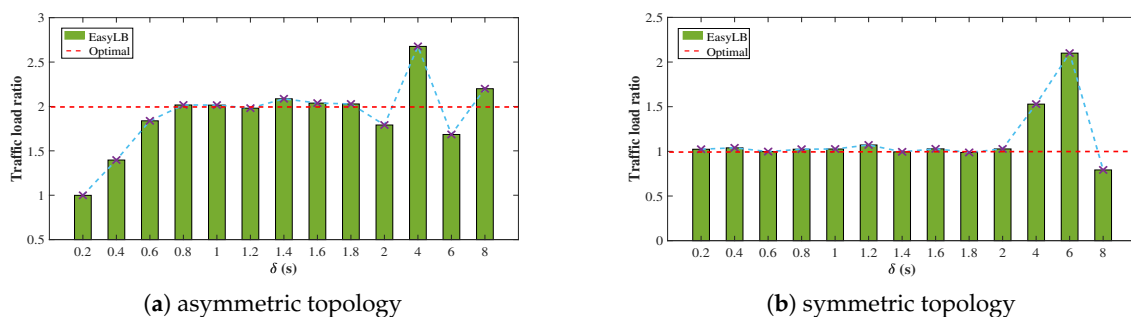 3
2.5
2
1.5
1
0.5
Traffic load ratio
EasyLB
Optimal
0.2 0.4 0.6 0.8 1 1.2 1.4 1.6 1.8 2 4 6 8
δ (s)
(a) asymmetric topology
2.5
2
1.5
1
0.5
0
Traffic load ratio
EasyLB
Optimal
0.2 0.4 0.6 0.8 1 1.2 1.4 1.6 1.8 2 4 6 8
δ (s)
(b) symmetric topology